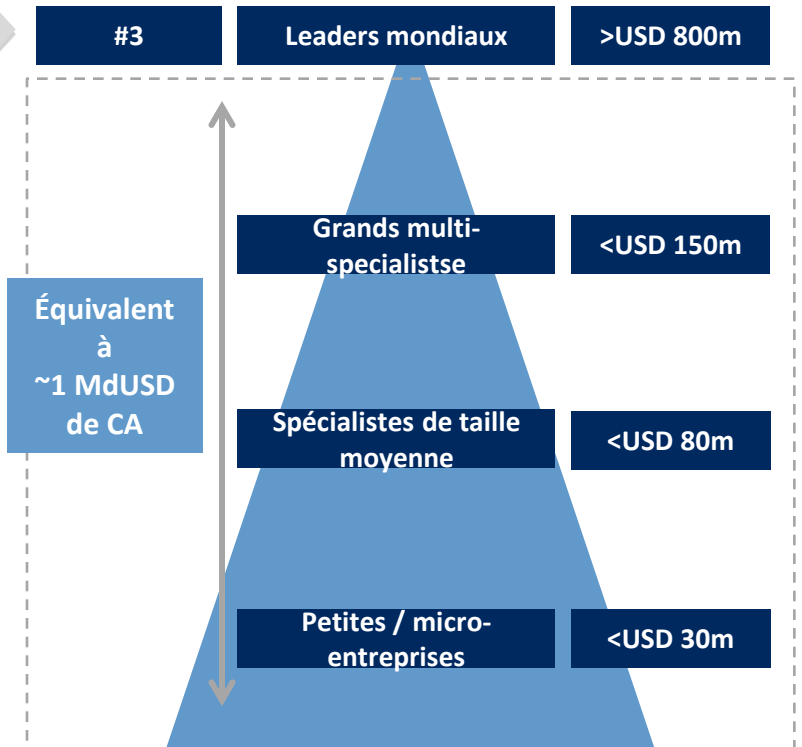 #3
Leaders mondiaux
>USD 800m
Grands multi-
specialistse
<USD 150m
Équivalent
à
~1 MdUSD
de CA
Spécialistes de taille
moyenne
<USD 80m
Petites / micro-
entreprises
<USD 30m